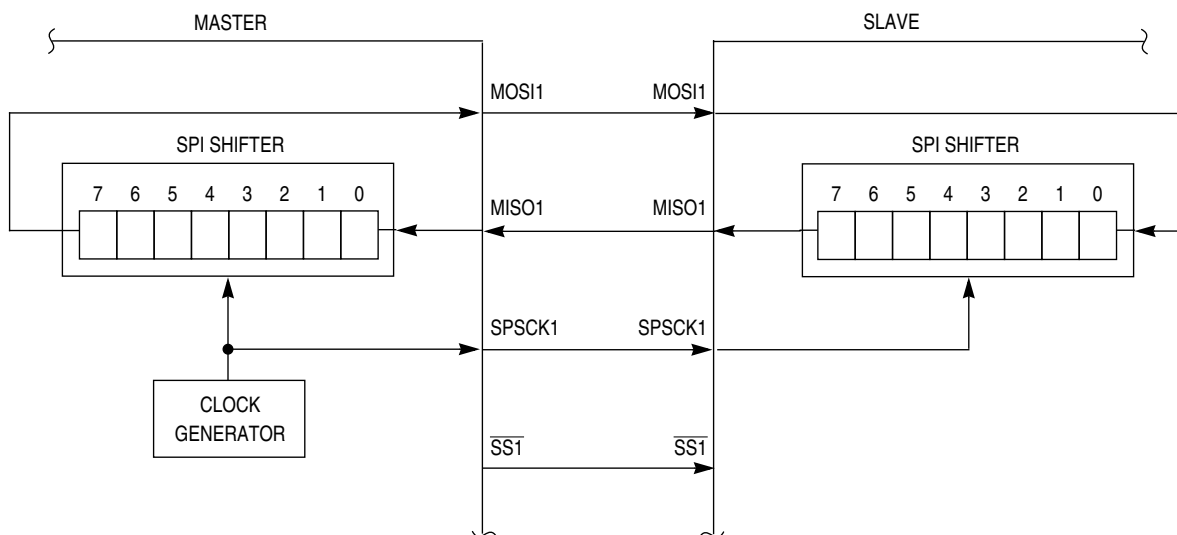 MASTER
SLAVE
MOSI1 MOSI1
SPI SHIFTER
SPI SHIFTER
7 6 5 4 3 2 1 0
MISO1 MISO1
7 6 5 4 3 2 1 0
SPSCK1 SPSCK1
CLOCK
GENERATOR
SS1 SS1